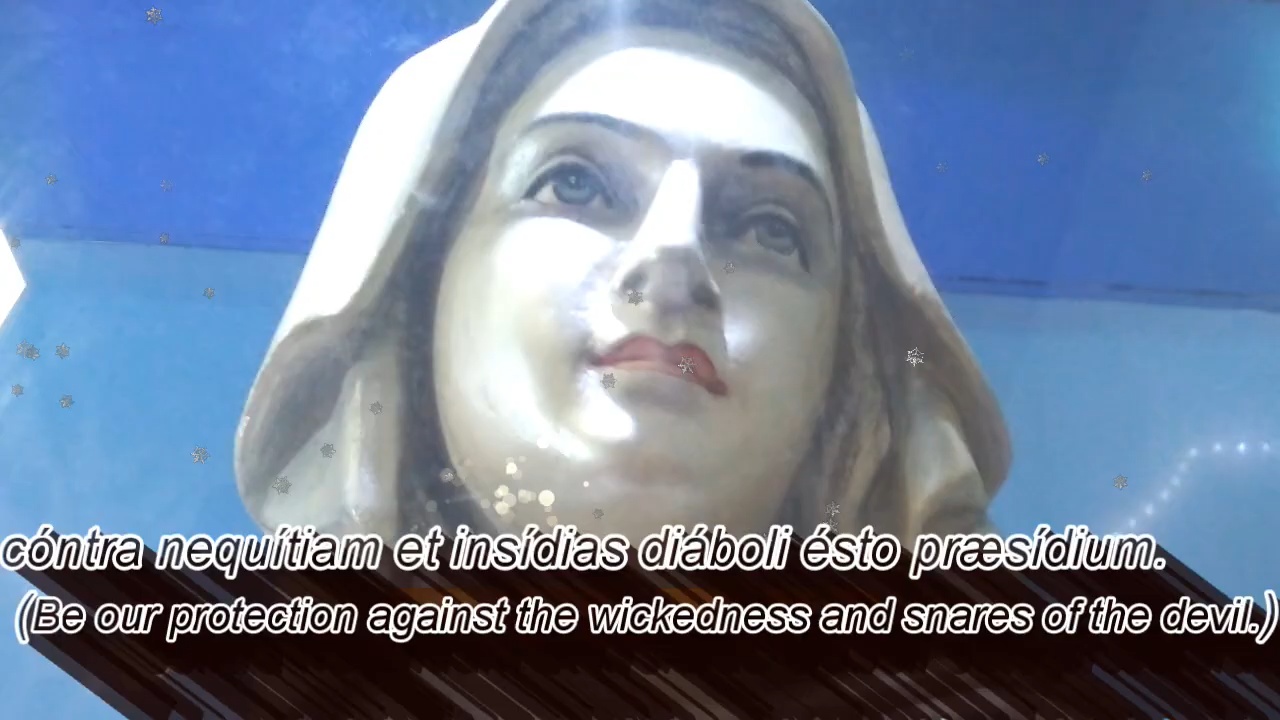 cóntra nequítiam et insídias diáboli ésto præsídium.
(Be our protection against the wickedness and snares of the devil.)